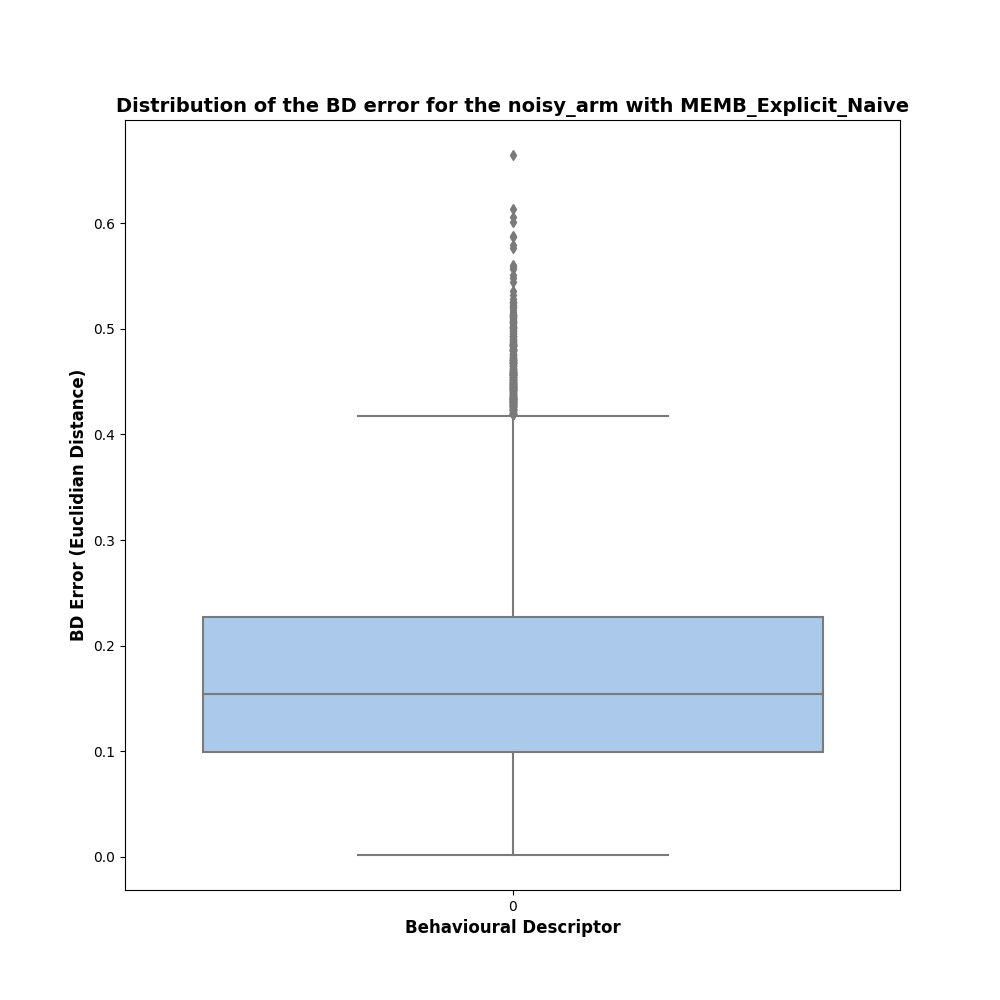 Distribution of the BD error for the noisy_arm with MEMB_Explicit_Naive
BD Error (Euclidian Distance)
0.6
0.5
0.4
0.3
0.2
0.1
0.0
0
Behavioural Descriptor